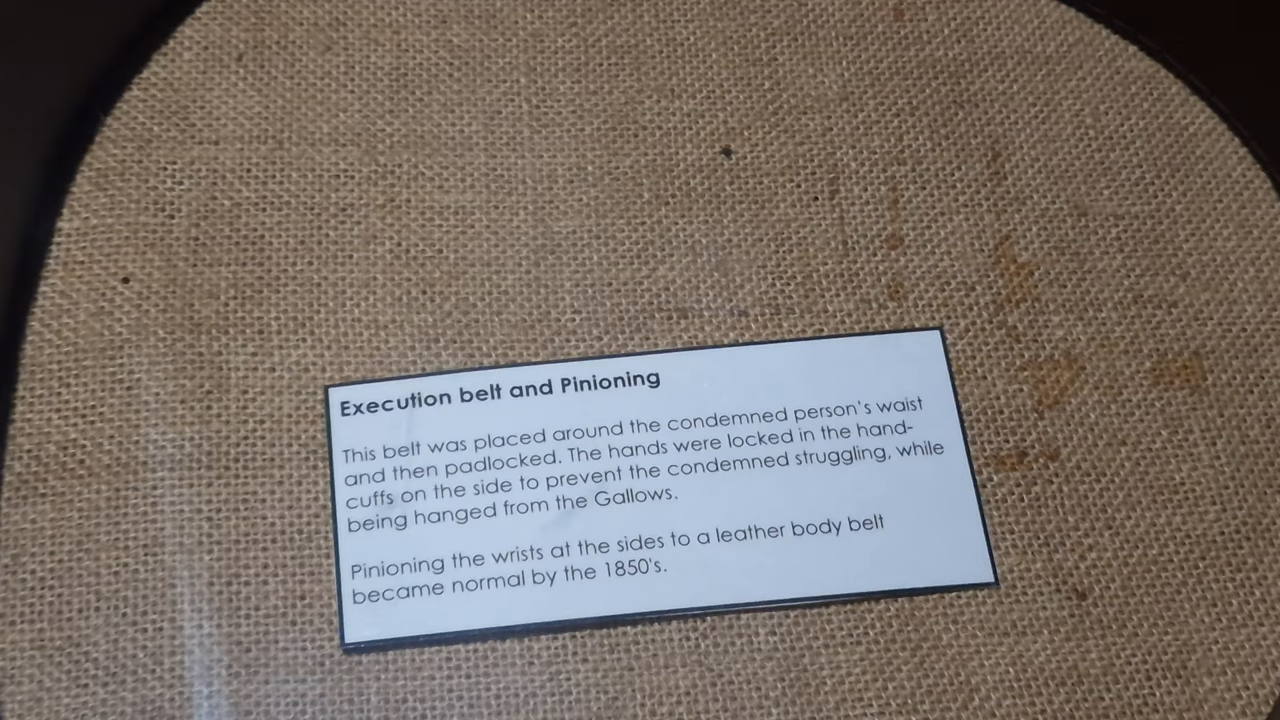 Execution belt and Pinioning
This belt was placed around the condemned person's waist
and then padlocked. The hands were locked in the hand-
cuffs on the side to prevent the condemned struggling, while
being hanged from the Gallows.
Pinioning the wrists at the sides to a leather body belt
became normal by the 1850's.